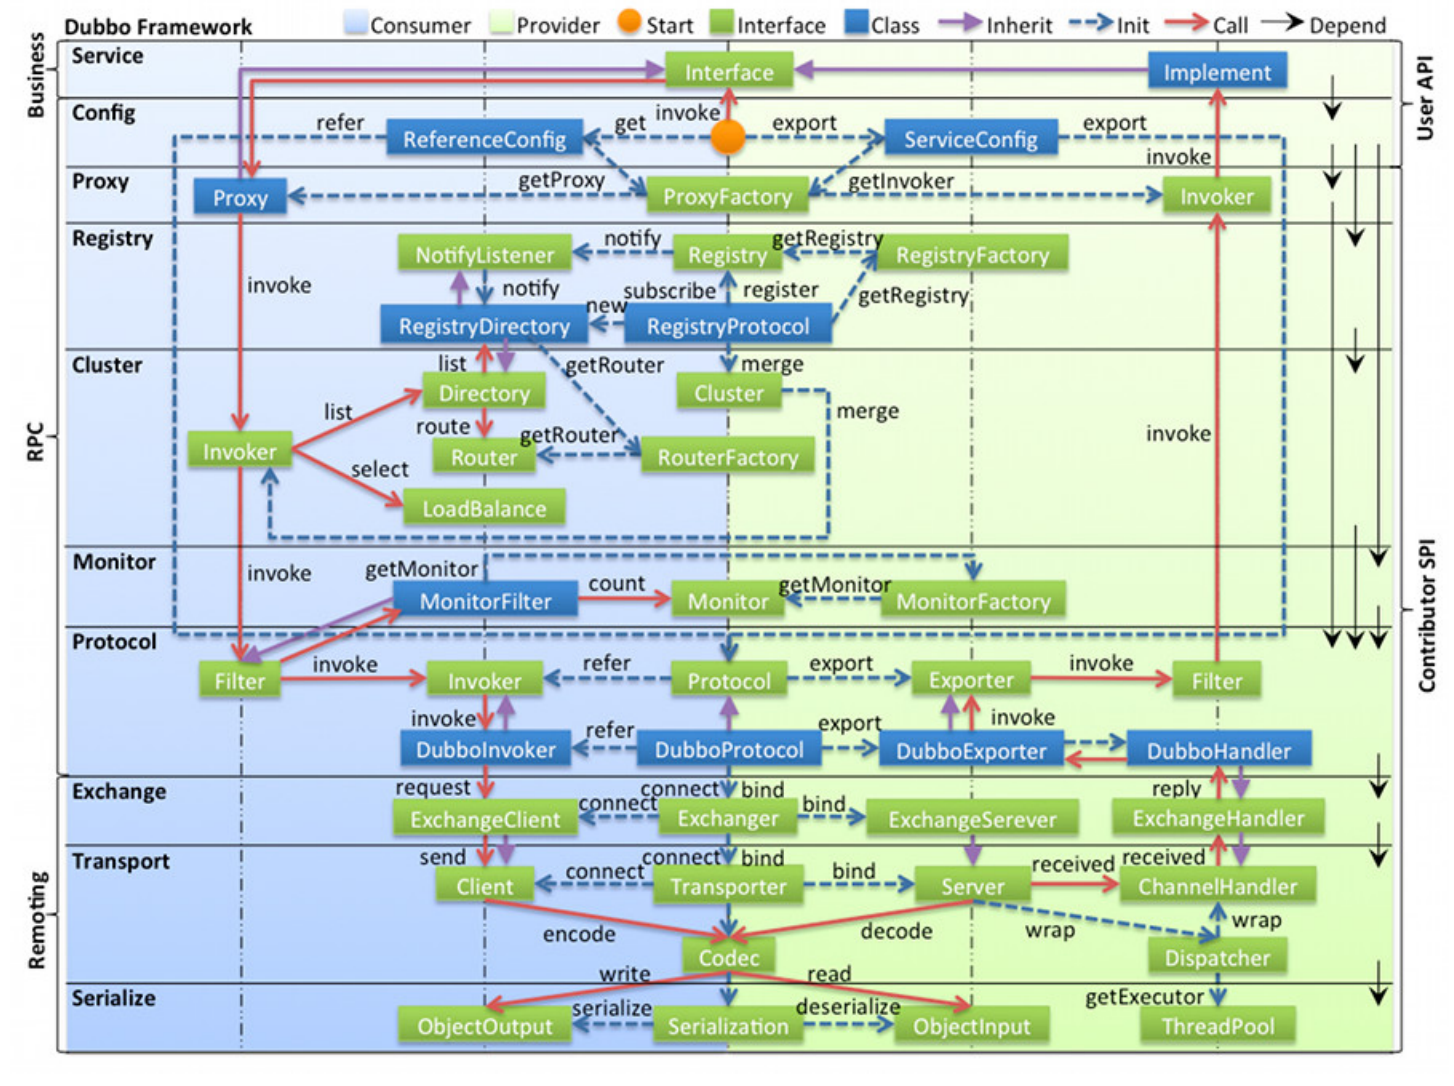 Dubbo Framework
Consumer Provider Start Interface Class Inherit Init Call Depend
Business
User API
Service
Interface Implement
Config
invoke
refer ReferenceConfig get export ServiceConfig export
invoke
Proxy
Proxy getProxy ProxyFactory getInvoker Invoker
RPC
Contributor SPI
Registry
NotifyListener notify Registry getRegistry RegistryFactory
invoke notify subscribe register getRegistry
RegistryDirectory new RegistryProtocol
Cluster
list getRouter merge
Directory Cluster
list merge
route getRouter invoke
Invoker Router RouterFactory
select
LoadBalance
Monitor
invoke getMonitor count getMonitor
MonitorFilter Monitor MonitorFactory
Protocol
Filter invoke Invoker refer Protocol export Exporter invoke Filter
invoke refer export invoke
DubboInvoker DubboProtocol DubboExporter DubboHandler
Remoting
Exchange
request connect bind reply
ExchangeClient connect Exchanger bind ExchangeSerever ExchangeHandler
Transport
send connect bind received received
Client connect Transporter bind Server ChannelHandler
encode decode wrap wrap
Codec Dispatcher
write read
Serialize
serialize deserialize getExecutor
ObjectOutput Serialization ObjectInput ThreadPool